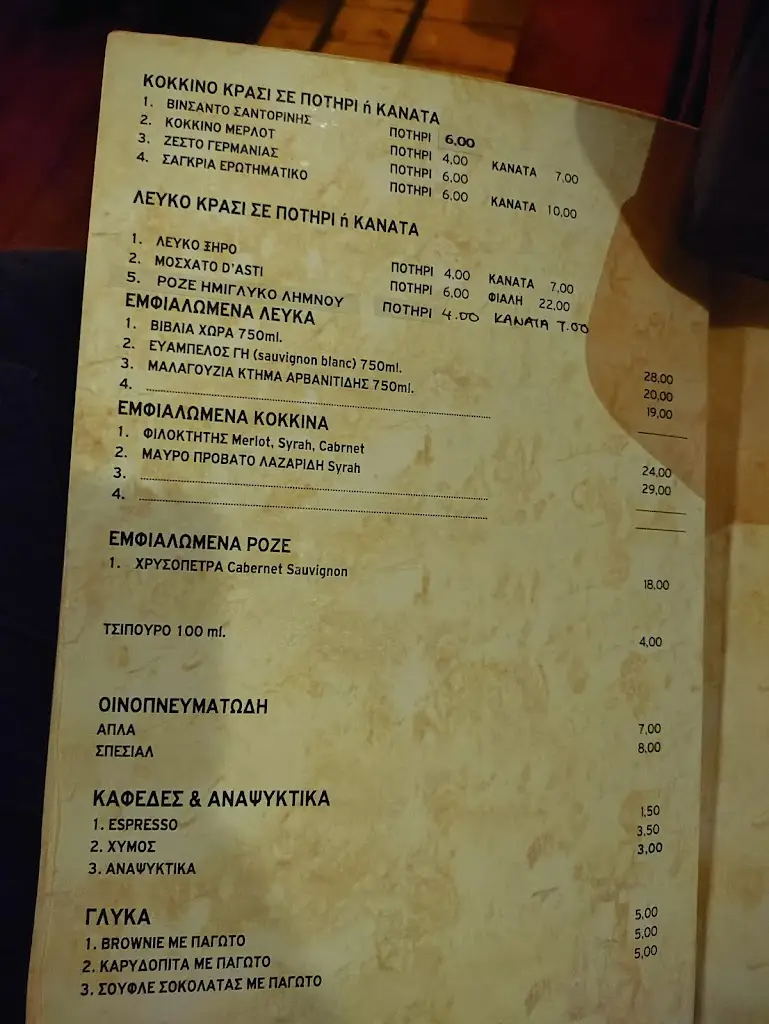 ΚΟΚΚΙΝΟ ΚΡΑΣΙ ΣΕ ΠΟΤΗΡΙ ή ΚΑΝΑΤΑ
1. ΒΙΝΣΑΝΤΟ ΣΑΝΤΟΡΙΝΗΣ ΠΟΤΗΡΙ 6,00
2. ΚΟΚΚΙΝΟ ΜΕΡΛΟΤ ΠΟΤΗΡΙ 4,00 ΚΑΝΑΤΑ 7,00
3. ΖΕΣΤΟ ΓΕΡΜΑΝΙΑΣ ΠΟΤΗΡΙ 6,00
4. ΣΑΓΚΡΙΑ ΕΡΩΤΗΜΑΤΙΚΟ ΠΟΤΗΡΙ 6,00 ΚΑΝΑΤΑ 10,00
ΛΕΥΚΟ ΚΡΑΣΙ ΣΕ ΠΟΤΗΡΙ ή ΚΑΝΑΤΑ
1. ΛΕΥΚΟ ΞΗΡΟ ΠΟΤΗΡΙ 4,00 ΚΑΝΑΤΑ 7,00
2. ΜΟΣΧΑΤΟ D'ASTI ΠΟΤΗΡΙ 6,00 ΦΙΑΛΗ 22,00
5. ΡΟΖΕ ΗΜΙΓΛΥΚΟ ΛΗΜΝΟΥ ΠΟΤΗΡΙ 4.00 ΚΑΝΑΤΑ 7.00
ΕΜΦΙΑΛΩΜΕΝΑ ΛΕΥΚΑ
1. ΒΙΒΛΙΑ ΧΩΡΑ 750ml. 28,00
2. ΕΥΑΜΠΕΛΟΣ ΓΗ (sauvignon blanc) 750ml. 20,00
3. ΜΑΛΑΓΟΥΖΙΑ ΚΤΗΜΑ ΑΡΒΑΝΙΤΙΔΗΣ 750ml. 19,00
4.
ΕΜΦΙΑΛΩΜΕΝΑ ΚΟΚΚΙΝΑ
1. ΦΙΛΟΚΤΗΤΗΣ Merlot, Syrah, Cabrnet 24,00
2. ΜΑΥΡΟ ΠΡΟΒΑΤΟ ΛΑΖΑΡΙΔΗ Syrah 29,00
3.
4.
ΕΜΦΙΑΛΩΜΕΝΑ ΡΟΖΕ
1. ΧΡΥΣΟΠΕΤΡΑ Cabernet Sauvignon 18,00
ΤΣΙΠΟΥΡΟ 100 ml. 4,00
ΟΙΝΟΠΝΕΥΜΑΤΩΔΗ
ΑΠΛΑ 7,00
ΣΠΕΣΙΑΛ 8,00
ΚΑΦΕΔΕΣ & ΑΝΑΨΥΚΤΙΚΑ
1. ESPRESSO 1,50
2. ΧΥΜΟΣ 3,50
3. ΑΝΑΨΥΚΤΙΚΑ 3,00
ΓΛΥΚΑ
1. BROWNIE ΜΕ ΠΑΓΩΤΟ 5,00
2. ΚΑΡΥΔΟΠΙΤΑ ΜΕ ΠΑΓΩΤΟ 5,00
3. ΣΟΥΦΛΕ ΣΟΚΟΛΑΤΑΣ ΜΕ ΠΑΓΩΤΟ 5,00